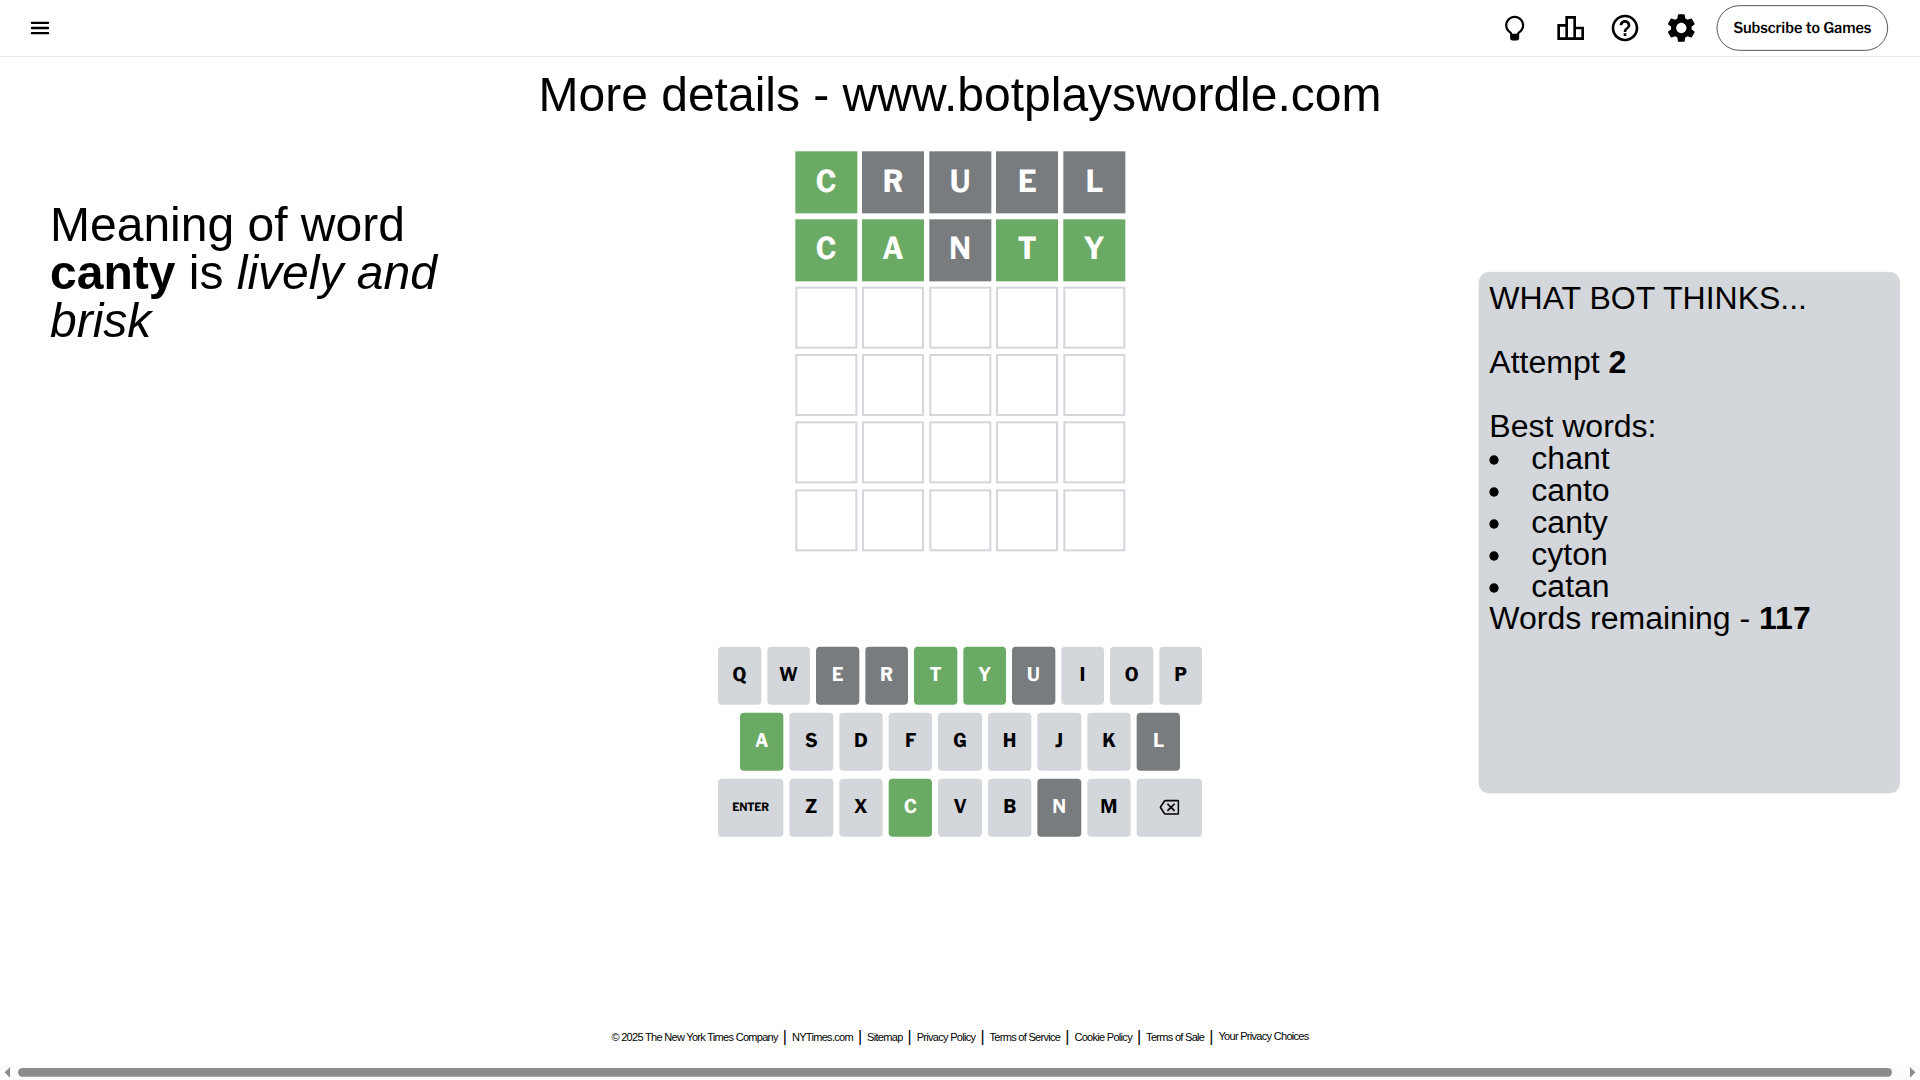 Subscribe to Games
More details - www.botplayswordle.com
Meaning of word
canty is lively and
brisk
C R U E L
C A N T Y
WHAT BOT THINKS...
Attempt 2
Best words:
• chant
• canto
• canty
• cyton
• catan
Words remaining - 117
Q W E R T Y U I O P
A S D F G H J K L
ENTER Z X C V B N M
© 2025 The New York Times Company | NYTimes.com | Sitemap | Privacy Policy | Terms of Service | Cookie Policy | Terms of Sale | Your Privacy Choices